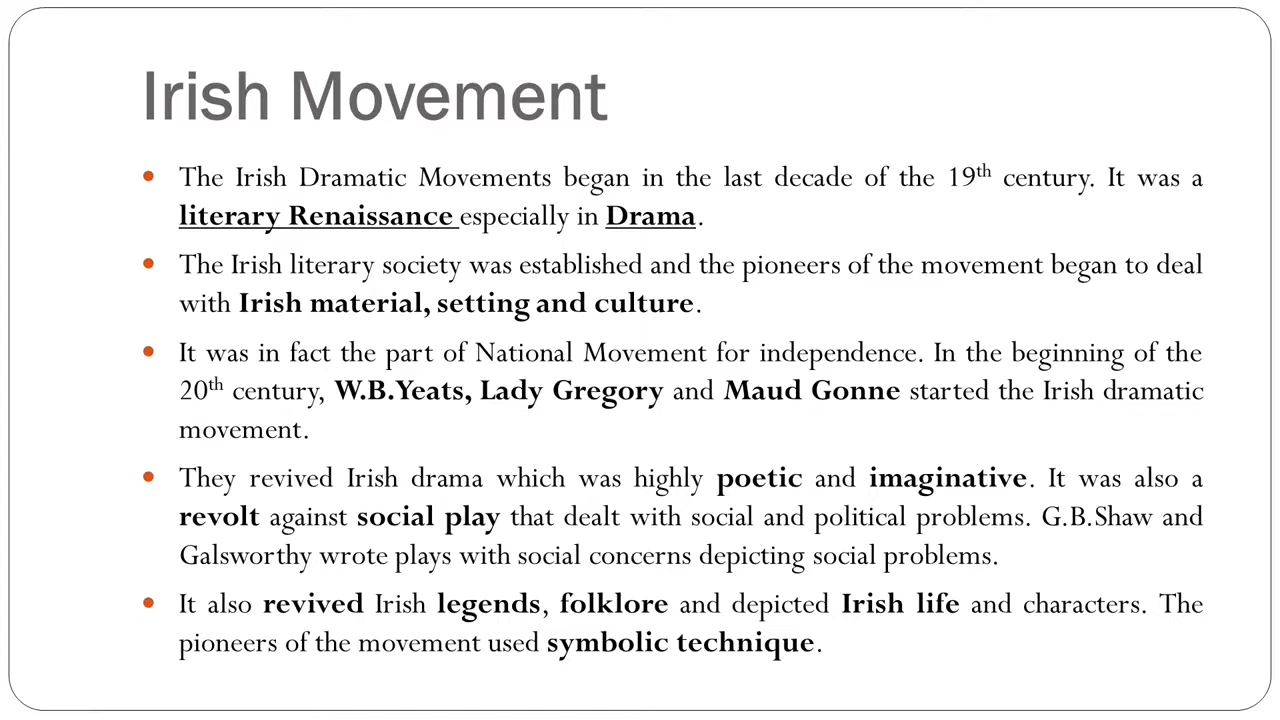 Irish Movement
The Irish Dramatic Movements began in the last decade of the 19th century. It was a
literary Renaissance especially in Drama.
The Irish literary society was established and the pioneers of the movement began to deal
with Irish material, setting and culture.
It was in fact the part of National Movement for independence. In the beginning of the
20th century, W.B.Yeats, Lady Gregory and Maud Gonne started the Irish dramatic
movement.
They revived Irish drama which was highly poetic and imaginative. It was also a
revolt against social play that dealt with social and political problems. G.B.Shaw and
Galsworthy wrote plays with social concerns depicting social problems.
It also revived Irish legends, folklore and depicted Irish life and characters. The
pioneers of the movement used symbolic technique.